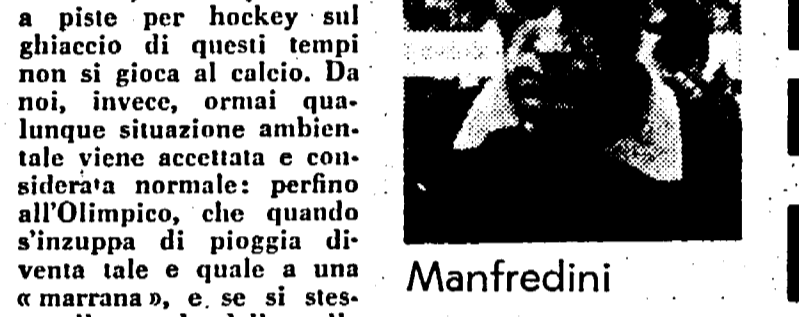 a piste per hockey sul
ghiaccio di questi tempi
non si gioca al calcio. Da
noi, invece, ormai qua-
lunque situazione ambien-
tale viene accettata e con-
siderata normale: perfino
all'Olimpico, che quando
s'inzuppa di pioggia di-
venta tale e quale a una
« marrana », e. se si stes-
Manfredini